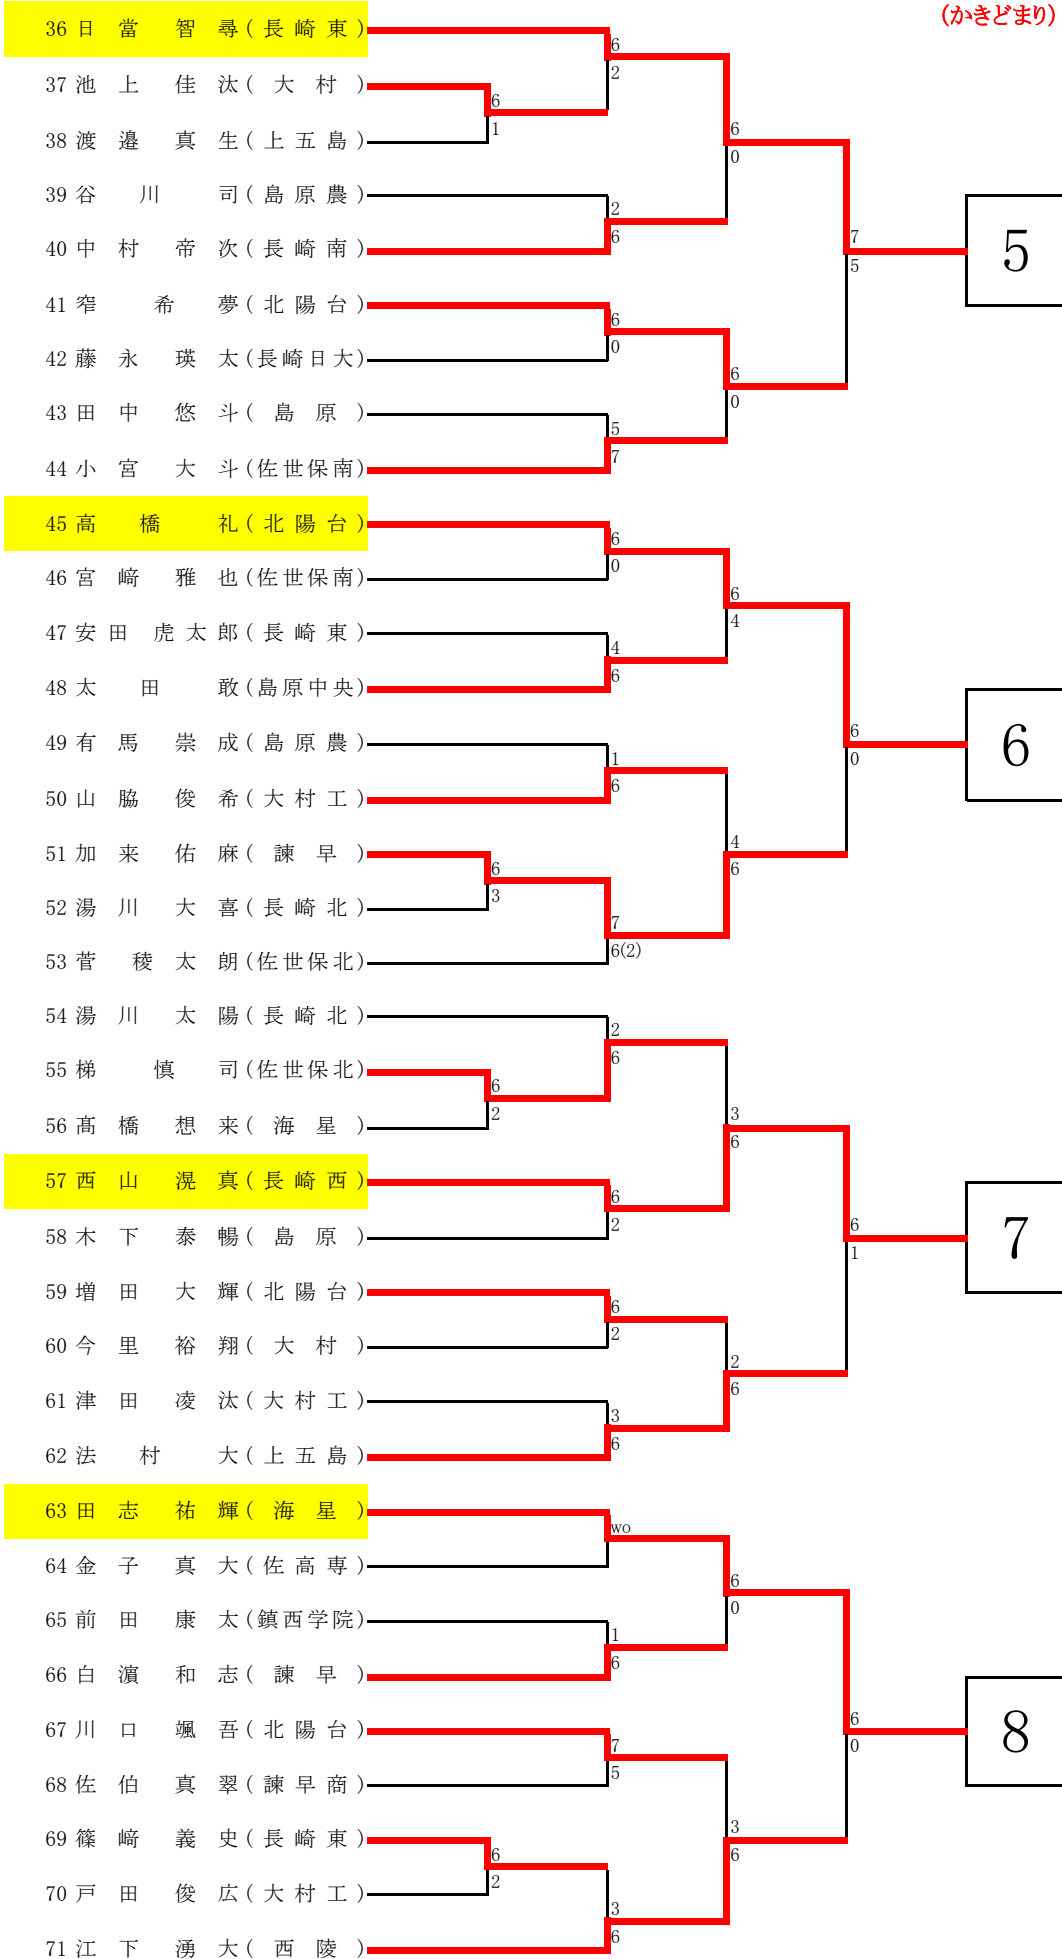 (かきどまり)
36 日當智尋(長崎東)
6
2
37 池上佳汰(大村)
6
1
38 渡邉真生(上五島)
6
0
39 谷川司(島原農)
2
6
40 中村帝次(長崎南)
7
5
5
41 窄希夢(北陽台)
6
0
42 藤永瑛太(長崎日大)
6
0
43 田中悠斗(島原)
5
7
44 小宮大斗(佐世保南)
45 高橋礼(北陽台)
6
0
46 宮﨑雅也(佐世保南)
6
4
47 安田虎太郎(長崎東)
4
6
48 太田敢(島原中央)
6
0
6
49 有馬崇成(島原農)
1
6
50 山脇俊希(大村工)
4
6
51 加来佑麻(諫早)
6
3
52 湯川大喜(長崎北)
7
6(2)
53 菅稜太朗(佐世保北)
54 湯川太陽(長崎北)
2
6
55 梯慎司(佐世保北)
6
2
56 髙橋想来(海星)
3
6
57 西山滉真(長崎西)
6
2
58 木下泰暢(島原)
6
1
7
59 増田大輝(北陽台)
6
2
60 今里裕翔(大村)
2
6
61 津田凌汰(大村工)
3
6
62 法村大(上五島)
63 田志祐輝(海星)
wo
64 金子真大(佐高専)
6
0
65 前田康太(鎮西学院)
1
6
66 白濵和志(諫早)
6
0
8
67 川口颯吾(北陽台)
7
5
68 佐伯真翠(諫早商)
3
6
69 篠﨑義史(長崎東)
6
2
70 戸田俊広(大村工)
3
6
71 江下湧大(西陵)